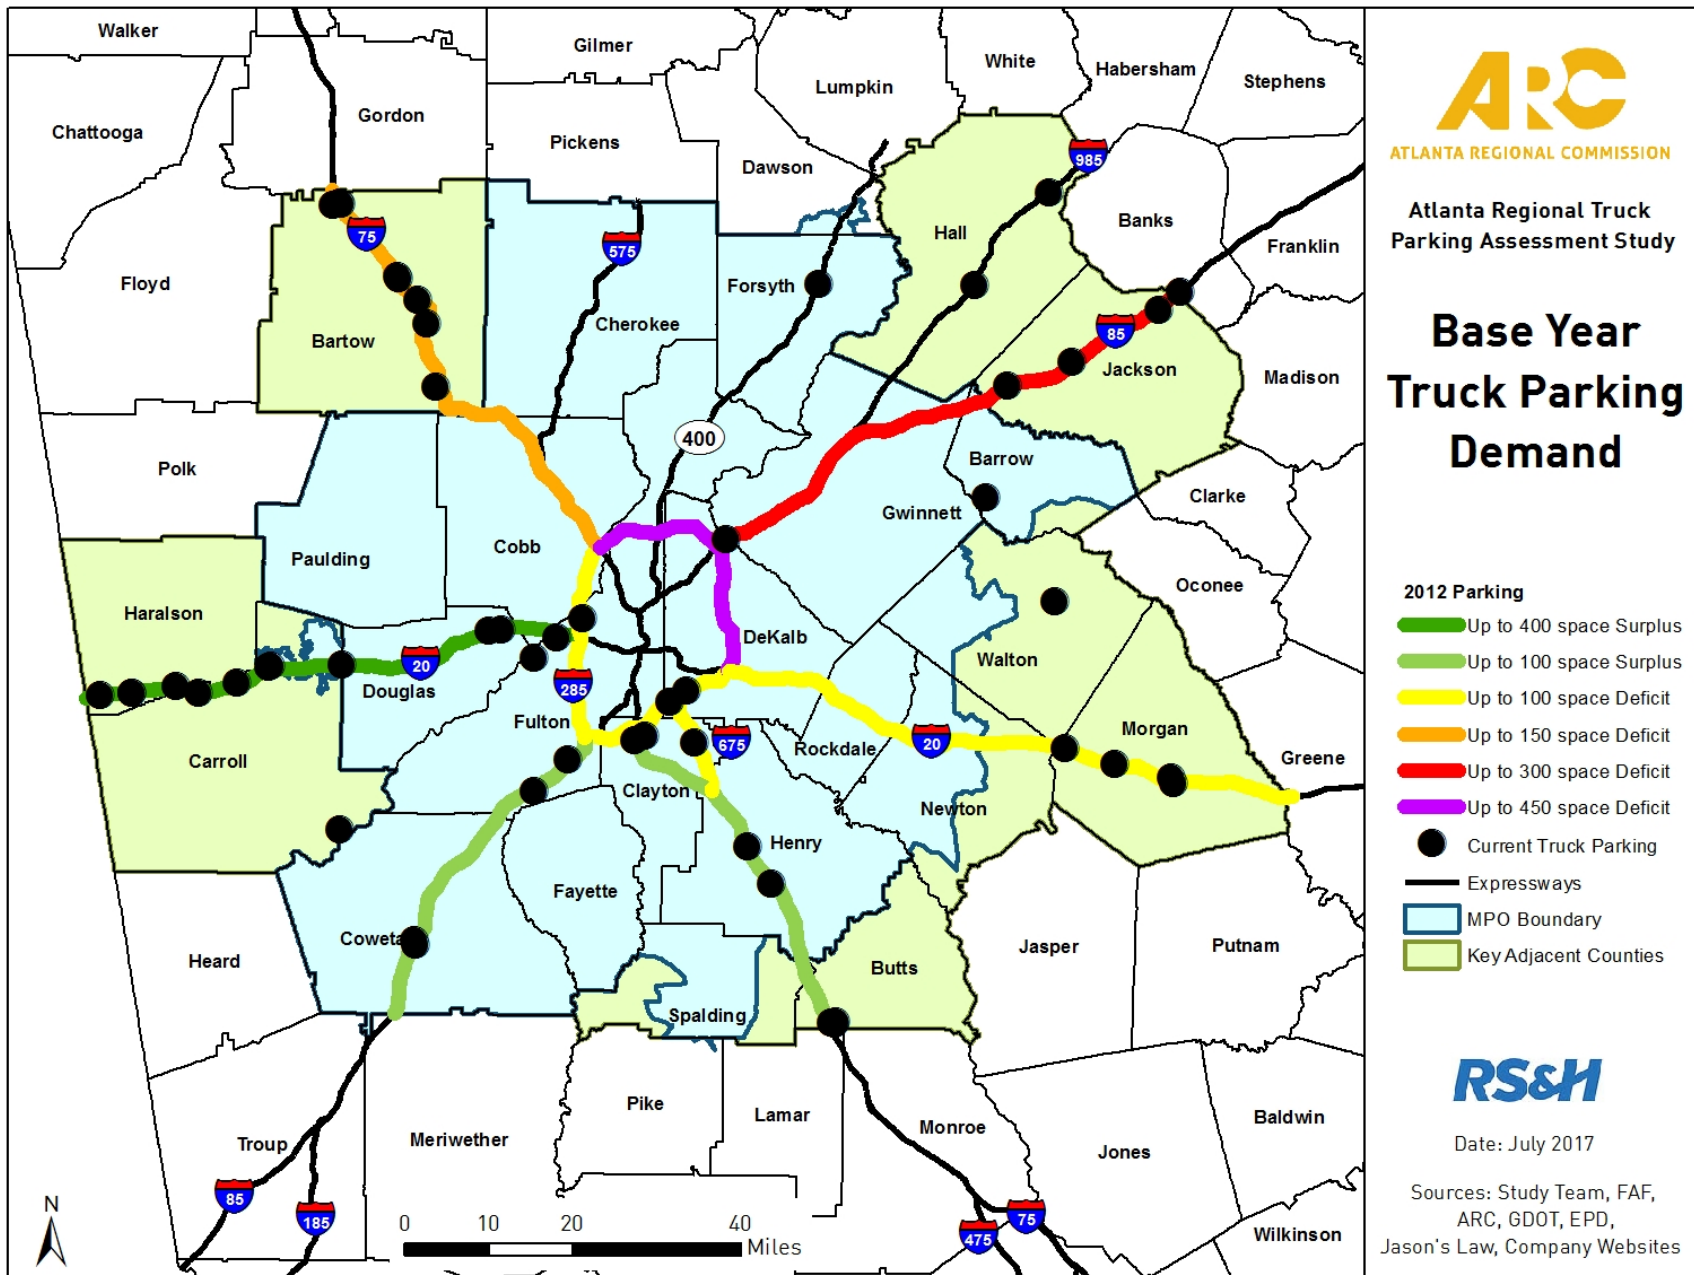 Walker
Gilmer
White
Habersham
Stephens
Lumpkin
Gordon
Chattooga
Pickens
Dawson
985
Banks
Hall
Franklin
75
575
Floyd
Forsyth
Cherokee
85
Bartow
Jackson
Madison
400
Polk
Barrow
Clarke
Gwinnett
Cobb
Paulding
Oconee
Haralson
DeKalb
Walton
20
Douglas
285
Fulton
675
Rockdale
20
Morgan
Greene
Carroll
Clayton
Newton
Henry
Fayette
Coweta
Jasper
Putnam
Heard
Butts
Spalding
Pike
Lamar
Monroe
Baldwin
Troup
Meriwether
Jones
85
185
75
475
Wilkinson
N
0 10 20 40
Miles
ARC
ATLANTA REGIONAL COMMISSION
Atlanta Regional Truck
Parking Assessment Study
Base Year
Truck Parking
Demand
2012 Parking
Up to 400 space Surplus
Up to 100 space Surplus
Up to 100 space Deficit
Up to 150 space Deficit
Up to 300 space Deficit
Up to 450 space Deficit
Current Truck Parking
Expressways
MPO Boundary
Key Adjacent Counties
RS&H
Date: July 2017
Sources: Study Team, FAF,
ARC, GDOT, EPD,
Jason's Law, Company Websites